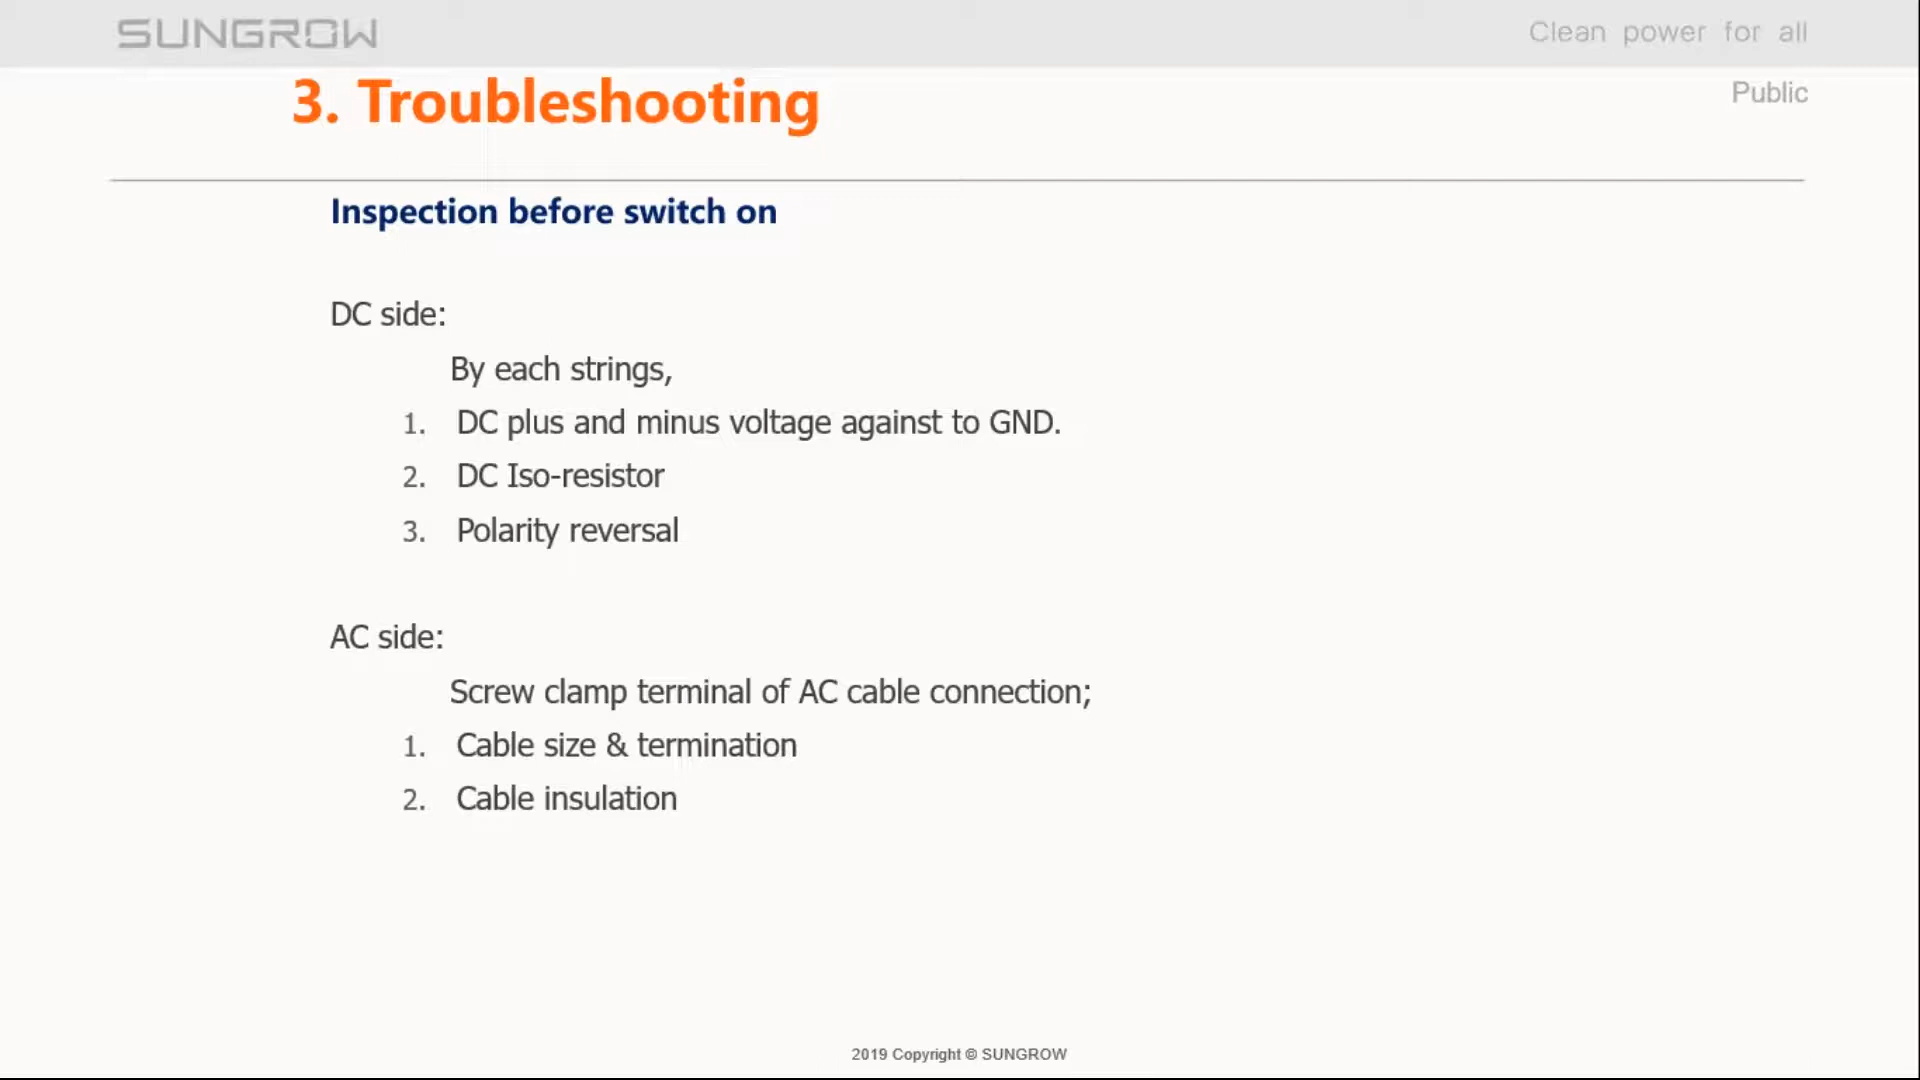 SUNGROW
Clean power for all
3. Troubleshooting
Public
Inspection before switch on
DC side:
By each strings,
1. DC plus and minus voltage against to GND.
2. DC Iso-resistor
3. Polarity reversal
AC side:
Screw clamp terminal of AC cable connection;
1. Cable size & termination
2. Cable insulation
2019 Copyright © SUNGROW